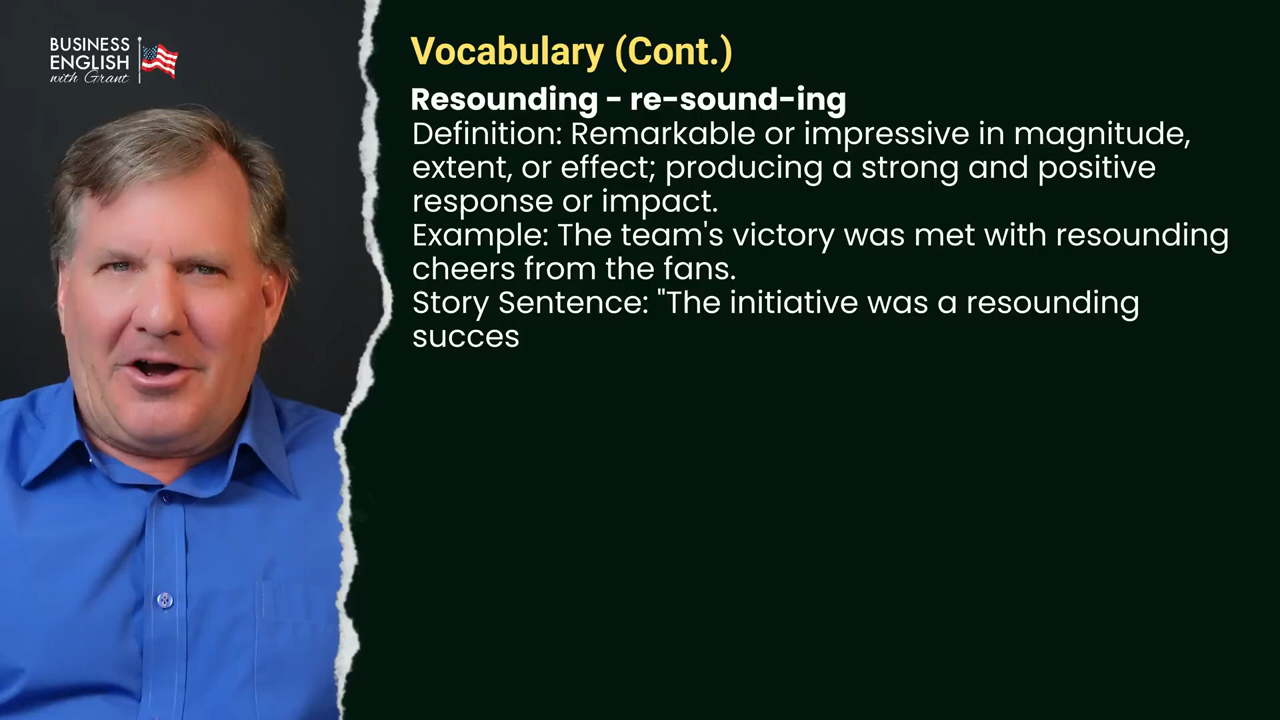 BUSINESS
ENGLISH
with Grant
Vocabulary (Cont.)
Resounding - re-sound-ing
Definition: Remarkable or impressive in magnitude,
extent, or effect; producing a strong and positive
response or impact.
Example: The team's victory was met with resounding
cheers from the fans.
Story Sentence: "The initiative was a resounding
succes